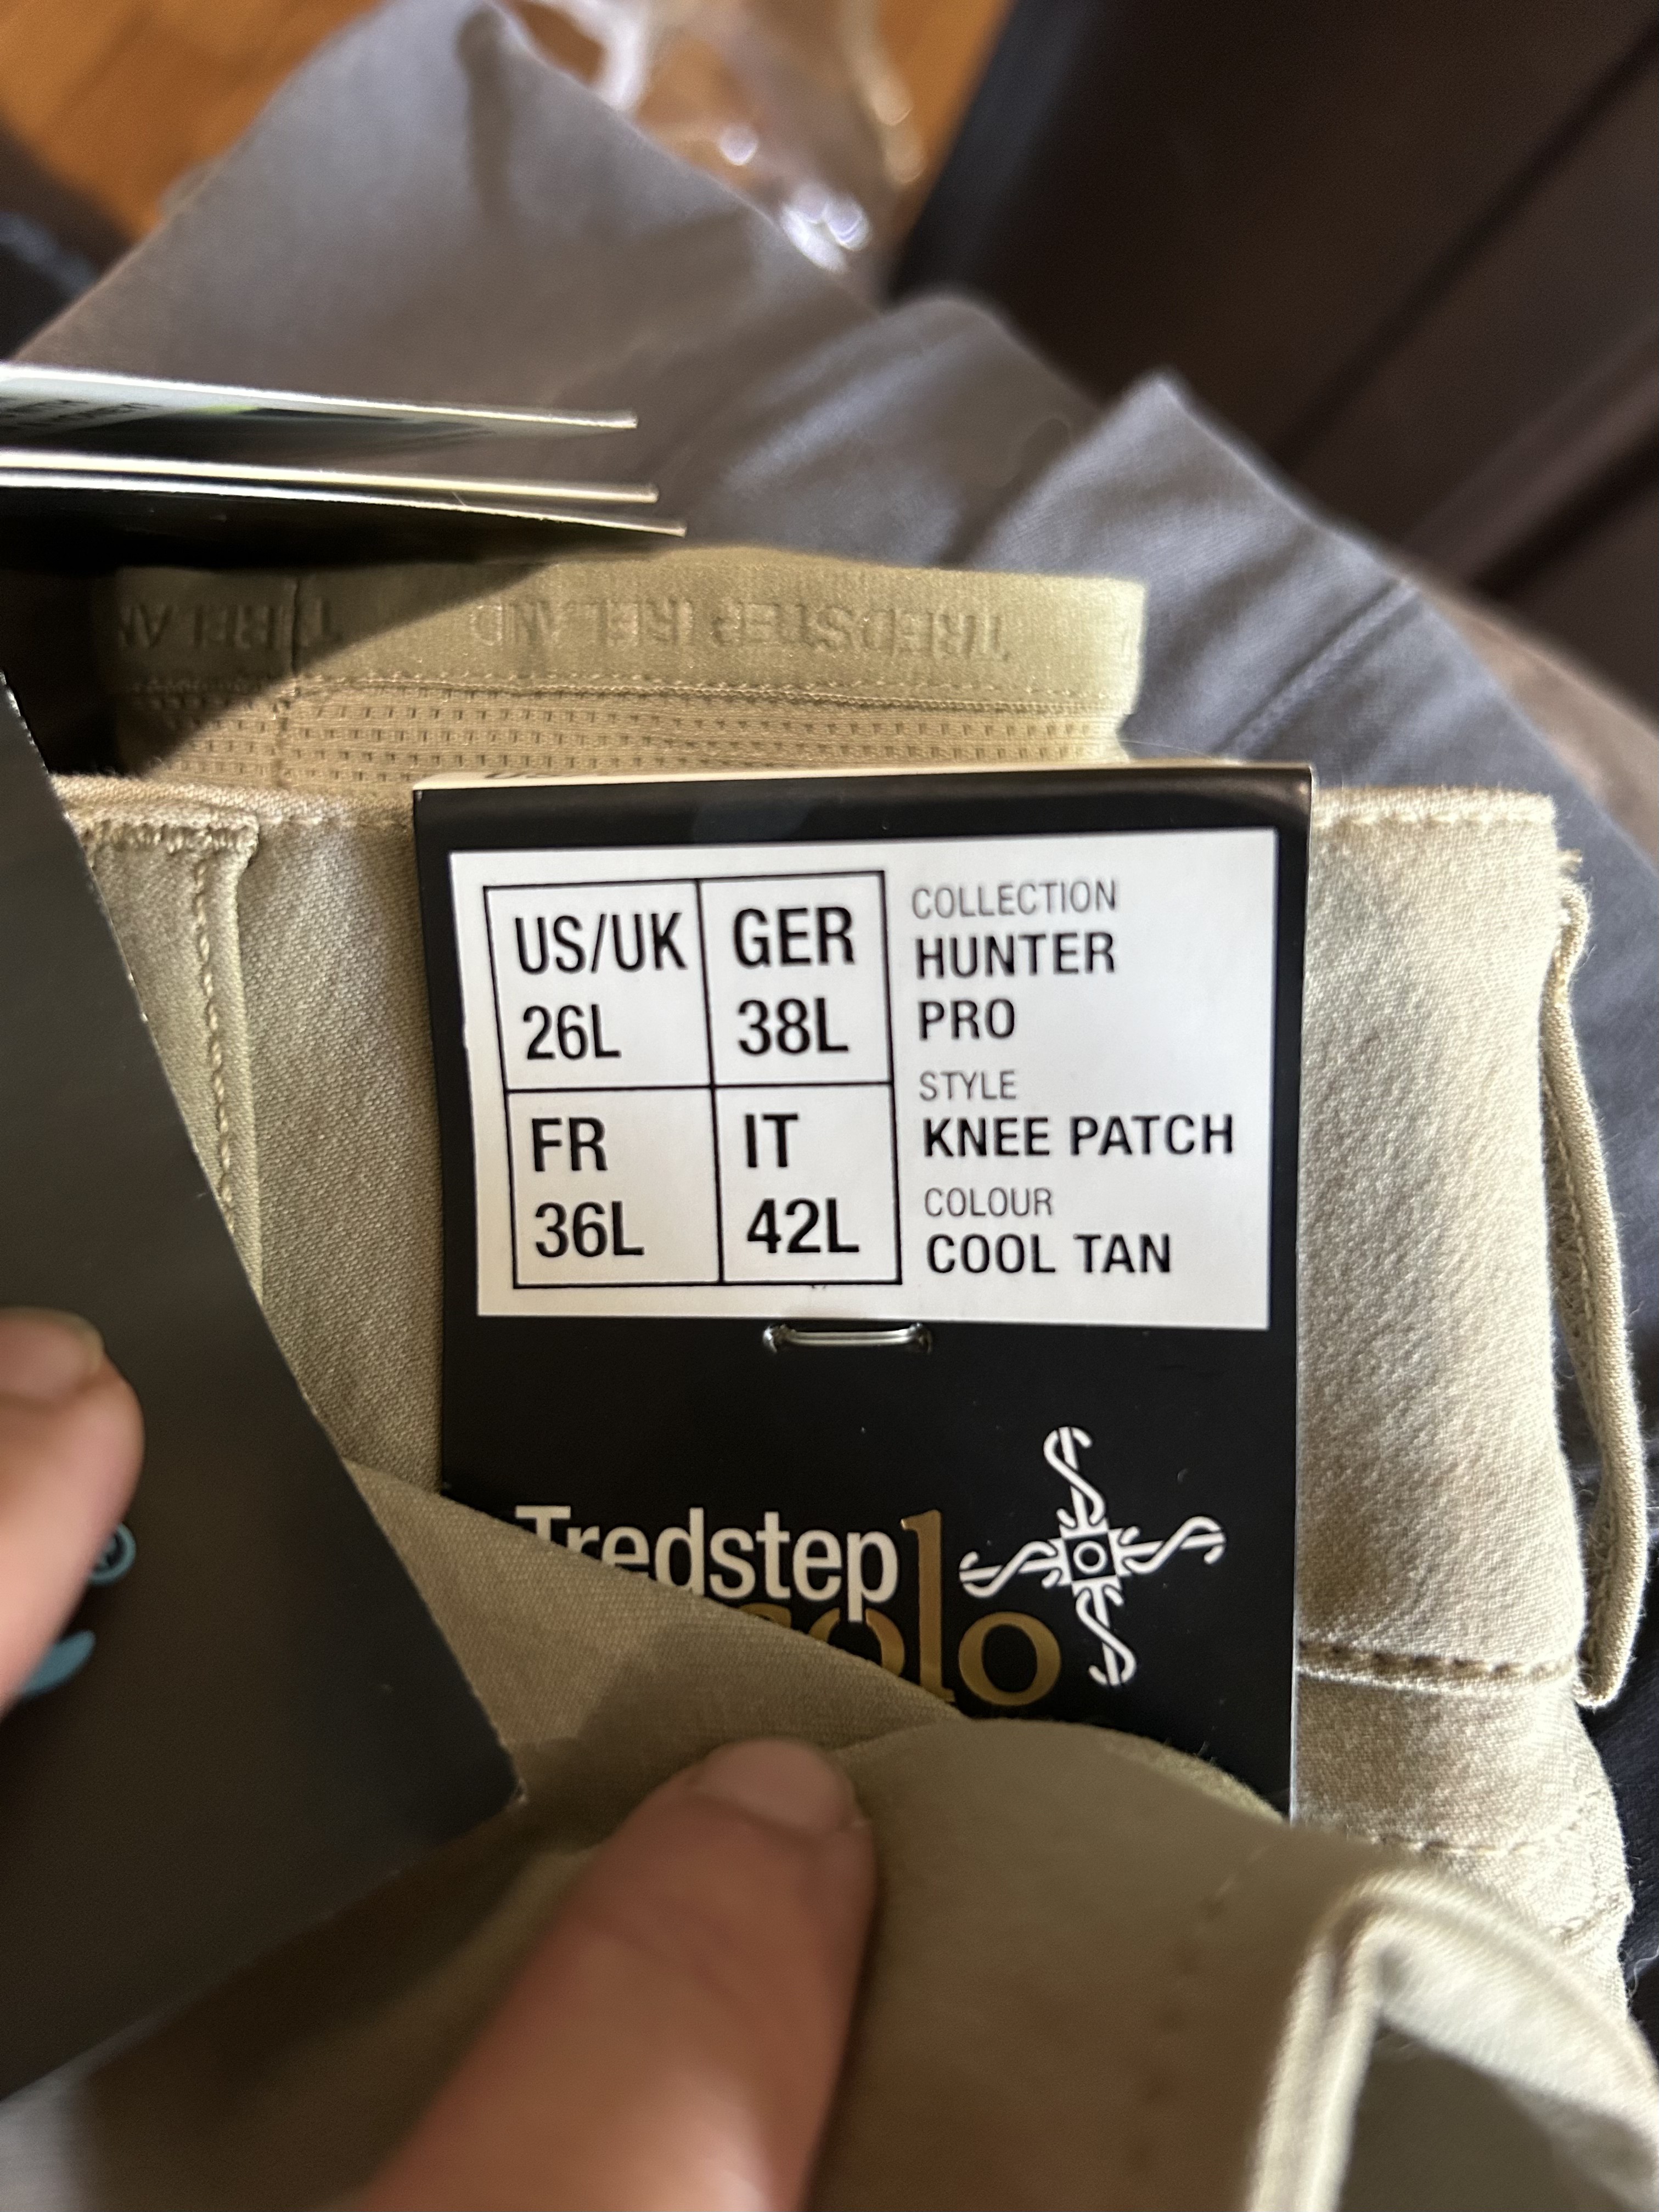 TREDSTEP IRELAND
US/UK
26L
GER
38L
FR
36L
IT
42L
COLLECTION
HUNTER
PRO
STYLE
KNEE PATCH
COLOUR
COOL TAN
Tredstep
solo